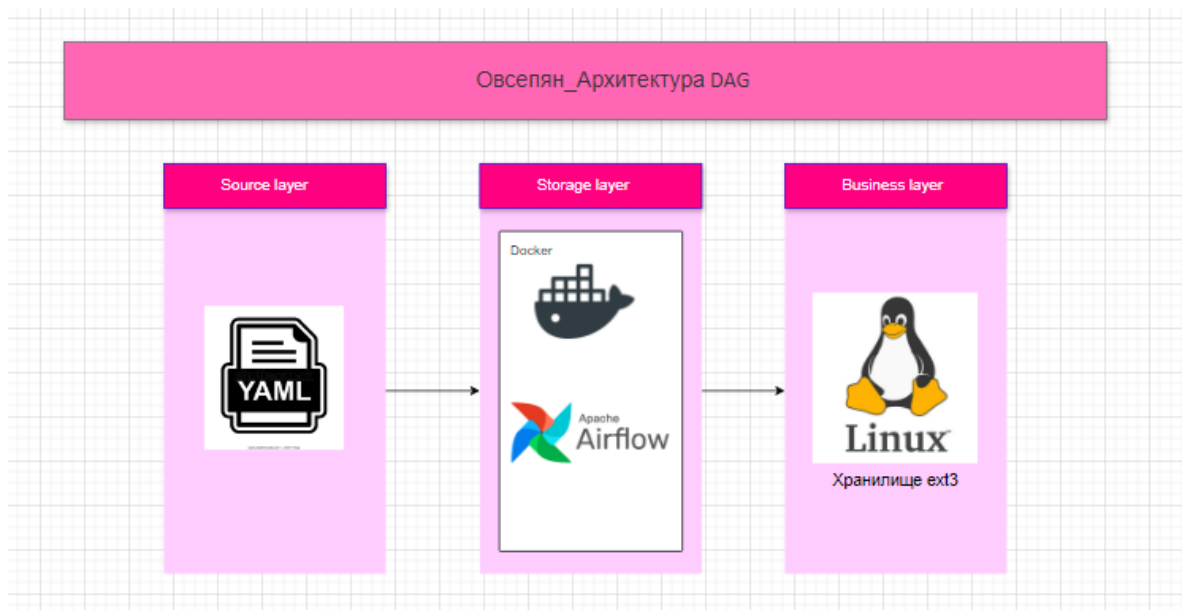 Овсепян_Архитектура DAG
Source layer
Storage layer
Business layer
Docker
YAML
Apache
Airflow
Linux
Хранилище ext3